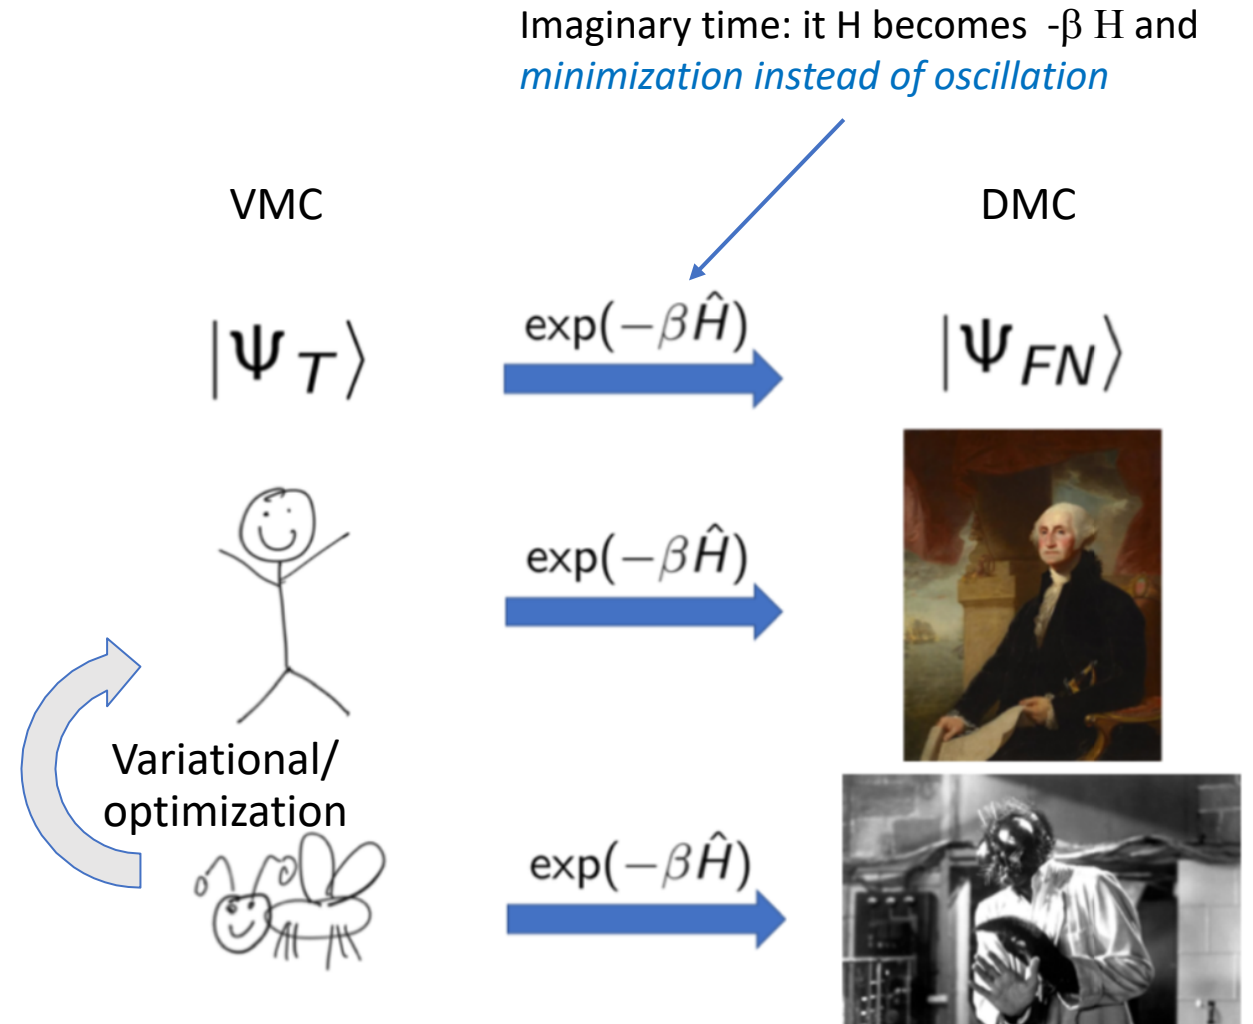 Imaginary time: it H becomes -β H and
minimization instead of oscillation
VMC
DMC
|Ψ_T⟩
exp(−βĤ)
|Ψ_FN⟩
exp(−βĤ)
Variational/
optimization
exp(−βĤ)